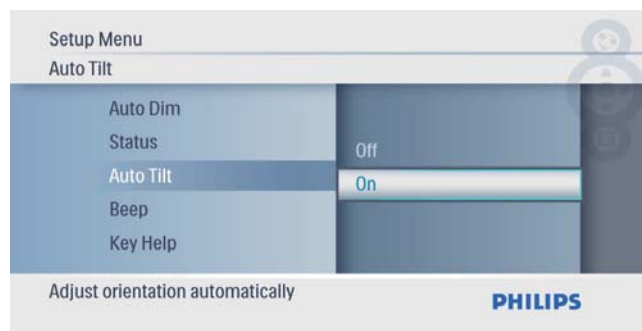 Setup Menu
Auto Tilt
Auto Dim
Status
Auto Tilt
Beep
Key Help
Off
On
Adjust orientation automatically
PHILIPS